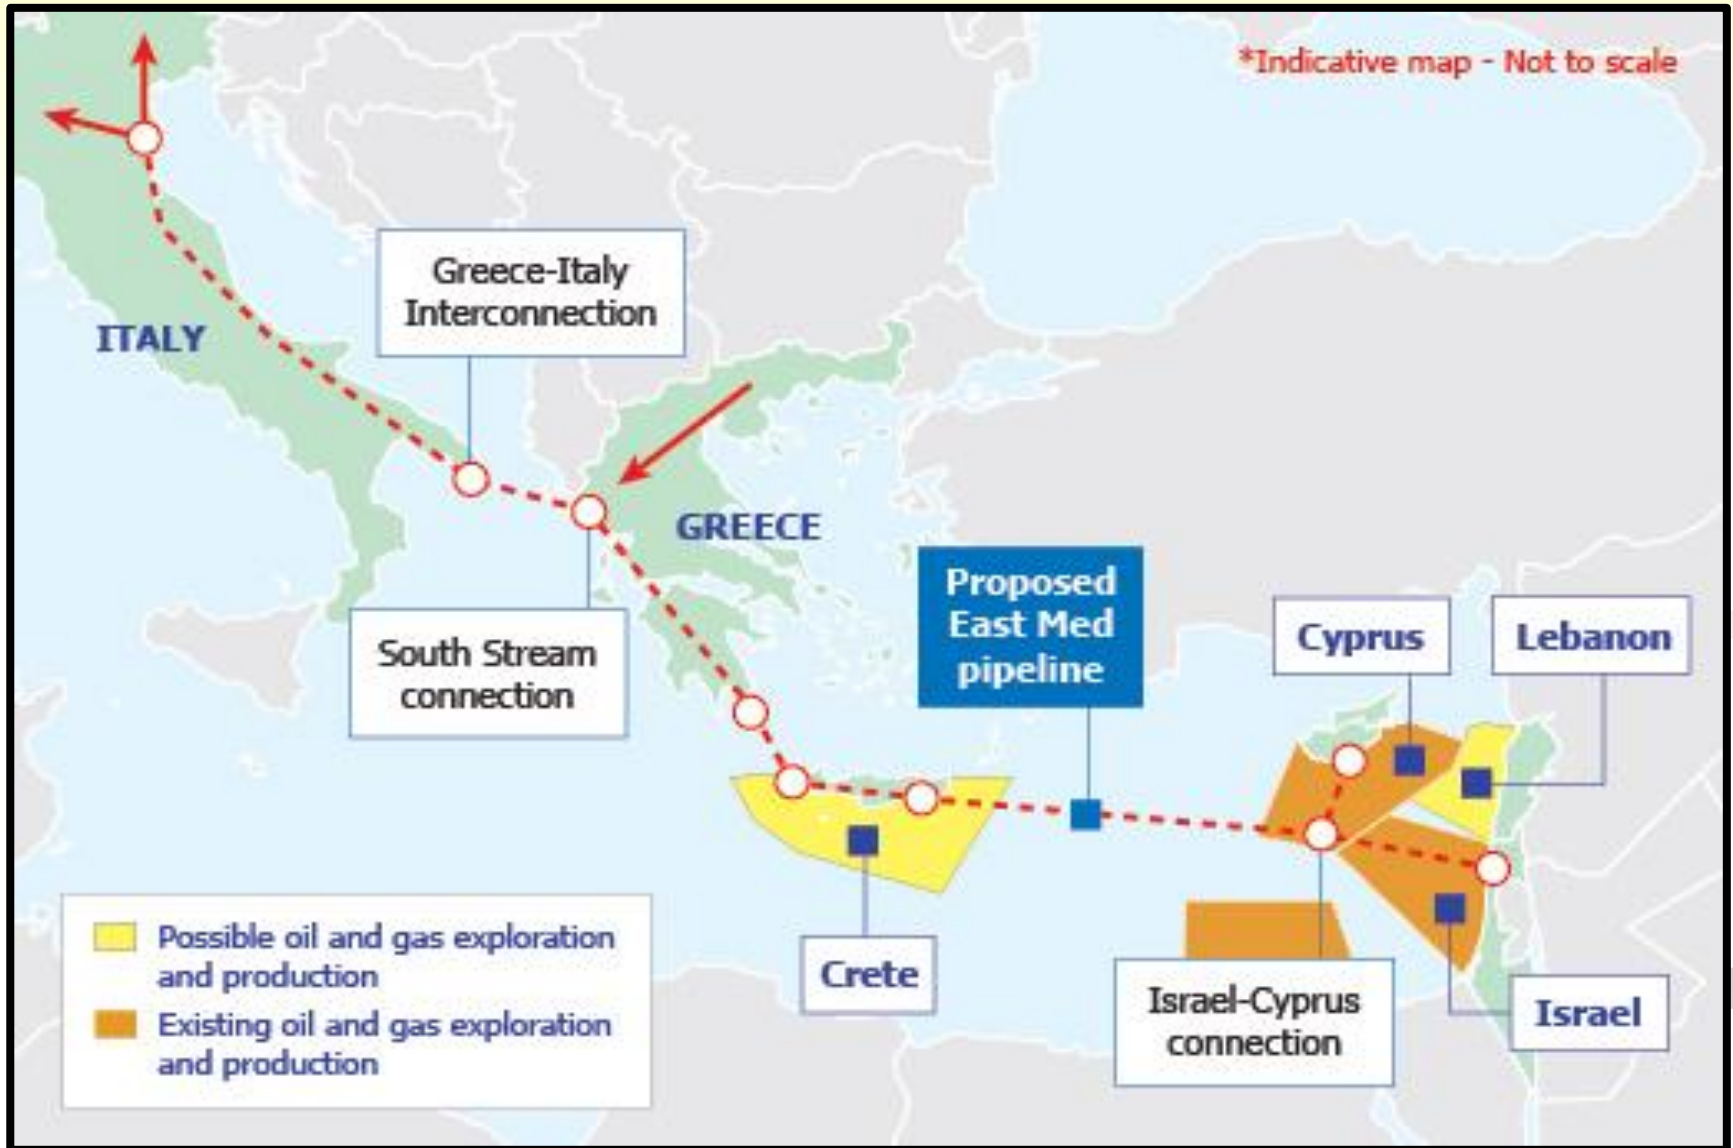 *Indicative map - Not to scale
Greece-Italy
Interconnection
ITALY
GREECE
Proposed
East Med
pipeline
Cyprus
Lebanon
South Stream
connection
Possible oil and gas exploration
and production
Existing oil and gas exploration
and production
Crete
Israel-Cyprus
connection
Israel